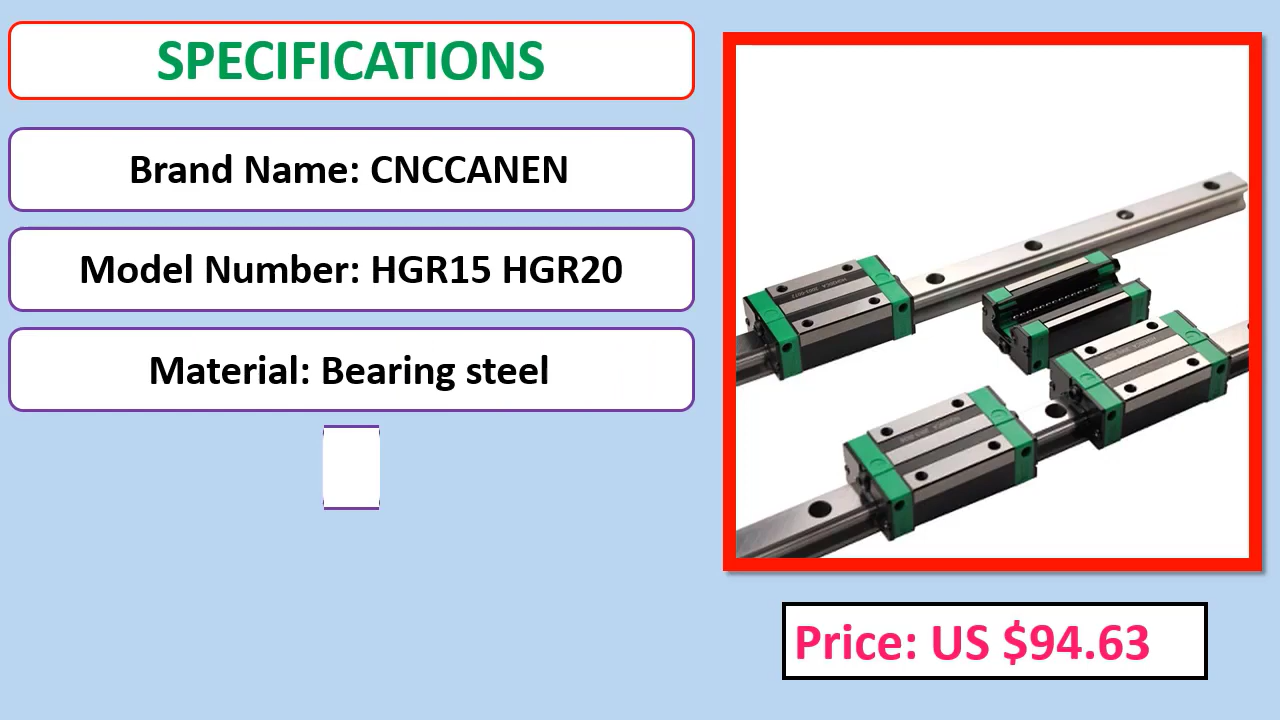 SPECIFICATIONS
Brand Name: CNCCANEN
Model Number: HGR15 HGR20
Material: Bearing steel
Price: US $94.63